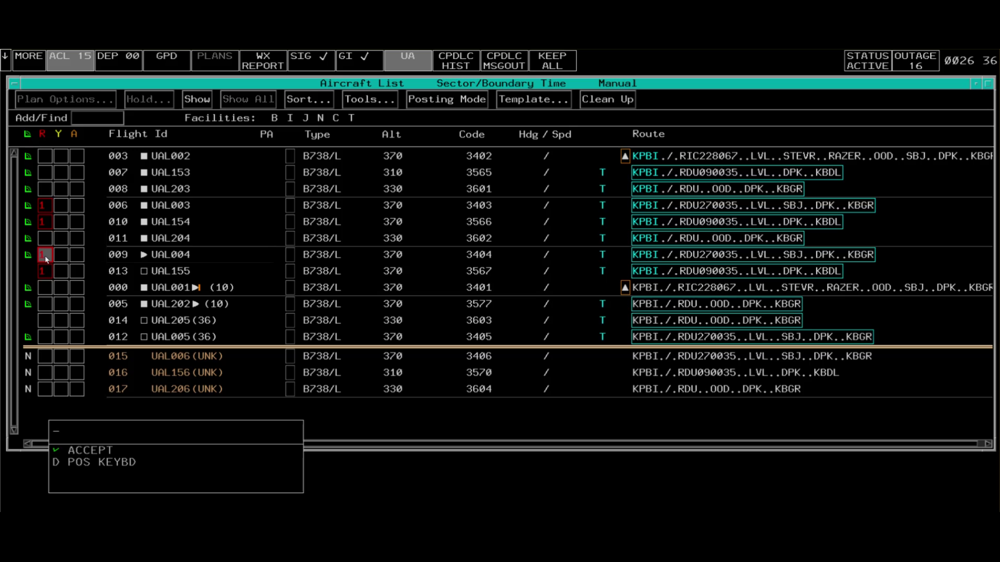 ↓ MORE ACL 15 DEP 00 GPD PLANS WX REPORT SIG ✓ GI ✓ UA CPDLC HIST CPDLC MSGOUT KEEP ALL STATUS ACTIVE OUTAGE 16 0026 36
Aircraft List Sector/Boundary Time Manual
Plan Options... Hold... Show Show All Sort... Tools... Posting Mode Template... Clean Up
Add/Find Facilities: B I J N C T
R Y A Flight Id PA Type Alt Code Hdg / Spd Route
003 ■ UAL002 B738/L 370 3402 / ▲ KPBI./.RIC228067..LVL..STEVR..RAZER..OOD..SBJ..DPK..KBGR
007 ■ UAL153 B738/L 310 3565 / T KPBI./.RDU090035..LVL..DPK..KBDL
008 ■ UAL203 B738/L 330 3601 / T KPBI./.RDU..OOD..DPK..KBGR
1 006 ■ UAL003 B738/L 370 3403 / T KPBI./.RDU270035..LVL..SBJ..DPK..KBGR
1 010 ■ UAL154 B738/L 370 3566 / T KPBI./.RDU090035..LVL..DPK..KBDL
011 ■ UAL204 B738/L 330 3602 / T KPBI./.RDU..OOD..DPK..KBGR
1 009 ▶ UAL004 B738/L 370 3404 / T KPBI./.RDU270035..LVL..SBJ..DPK..KBGR
1 013 □ UAL155 B738/L 370 3567 / T KPBI./.RDU090035..LVL..DPK..KBDL
000 ■ UAL001▶ (10) B738/L 370 3401 / ▲ KPBI./.RIC228067..LVL..STEVR..RAZER..OOD..SBJ..DPK..KBGR
005 ■ UAL202▶ (10) B738/L 370 3577 / T KPBI./.RDU..OOD..DPK..KBGR
014 □ UAL205(36) B738/L 330 3603 / T KPBI./.RDU..OOD..DPK..KBGR
012 □ UAL005(36) B738/L 370 3405 / T KPBI./.RDU270035..LVL..SBJ..DPK..KBGR
N 015 UAL006(UNK) B738/L 370 3406 / KPBI./.RDU270035..LVL..SBJ..DPK..KBGR
N 016 UAL156(UNK) B738/L 310 3570 / KPBI./.RDU090035..LVL..DPK..KBDL
N 017 UAL206(UNK) B738/L 330 3604 / KPBI./.RDU..OOD..DPK..KBGR
_
✓ ACCEPT
D POS KEYBD